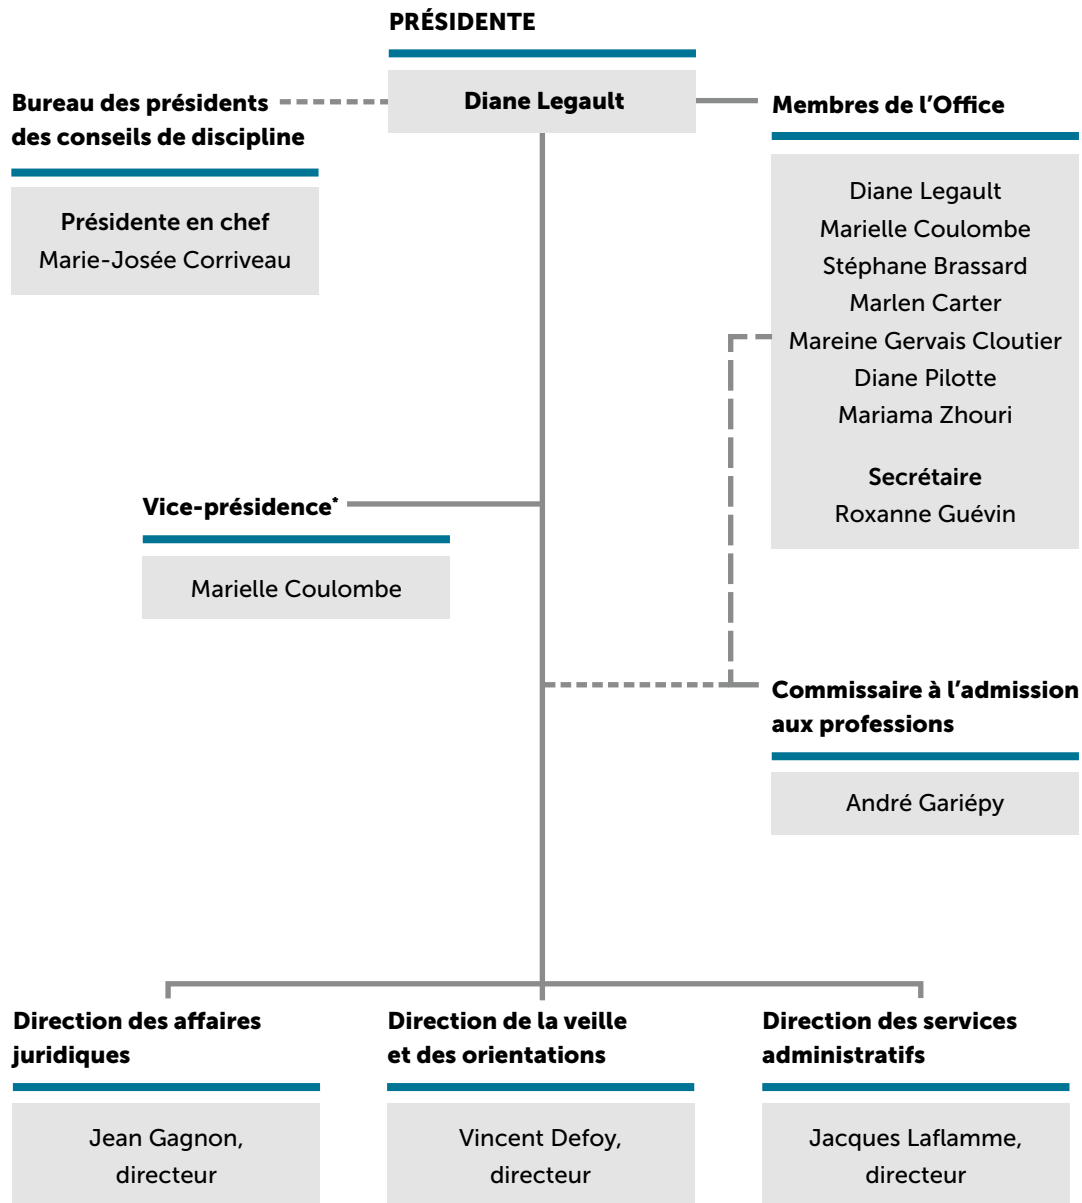 PRÉSIDENTE
Diane Legault
Bureau des présidents
des conseils de discipline
Présidente en chef
Marie-Josée Corriveau
Membres de l’Office
Diane Legault
Marielle Coulombe
Stéphane Brassard
Marlen Carter
Mareine Gervais Cloutier
Diane Pilotte
Mariama Zhouri
Secrétaire
Roxanne Guévin
Vice-présidence*
Marielle Coulombe
Commissaire à l’admission
aux professions
André Gariépy
Direction des affaires
juridiques
Jean Gagnon,
directeur
Direction de la veille
et des orientations
Vincent Defoy,
directeur
Direction des services
administratifs
Jacques Laflamme,
directeur